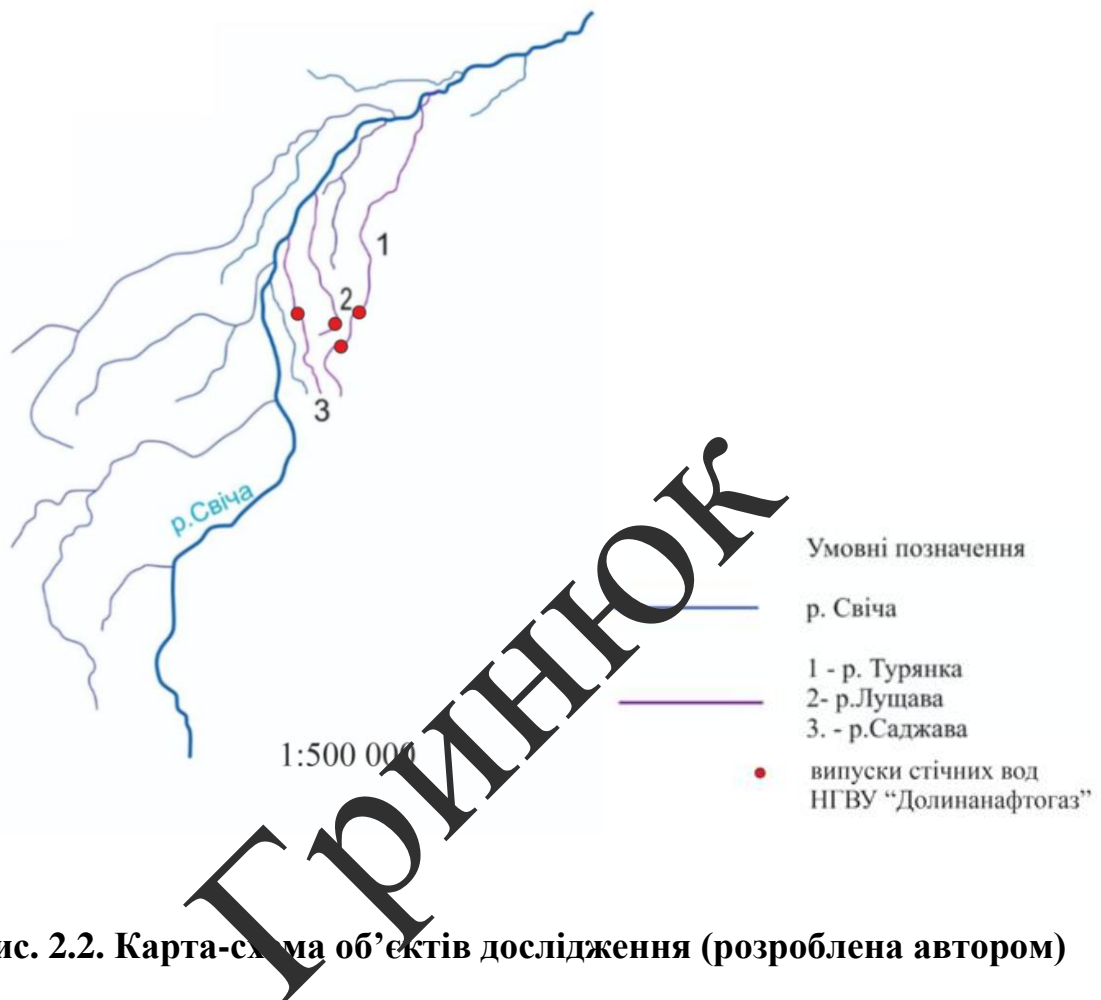 1
2
3
р.Свіча
1:500 000
Умовні позначення
р. Свіча
1 - р. Турянка
2- р.Лущава
3. - р.Саджава
випуски стічних вод
НГВУ “Долинанафтогаз”
Гринюк
ис. 2.2. Карта-схема об’єктів дослідження (розроблена автором)